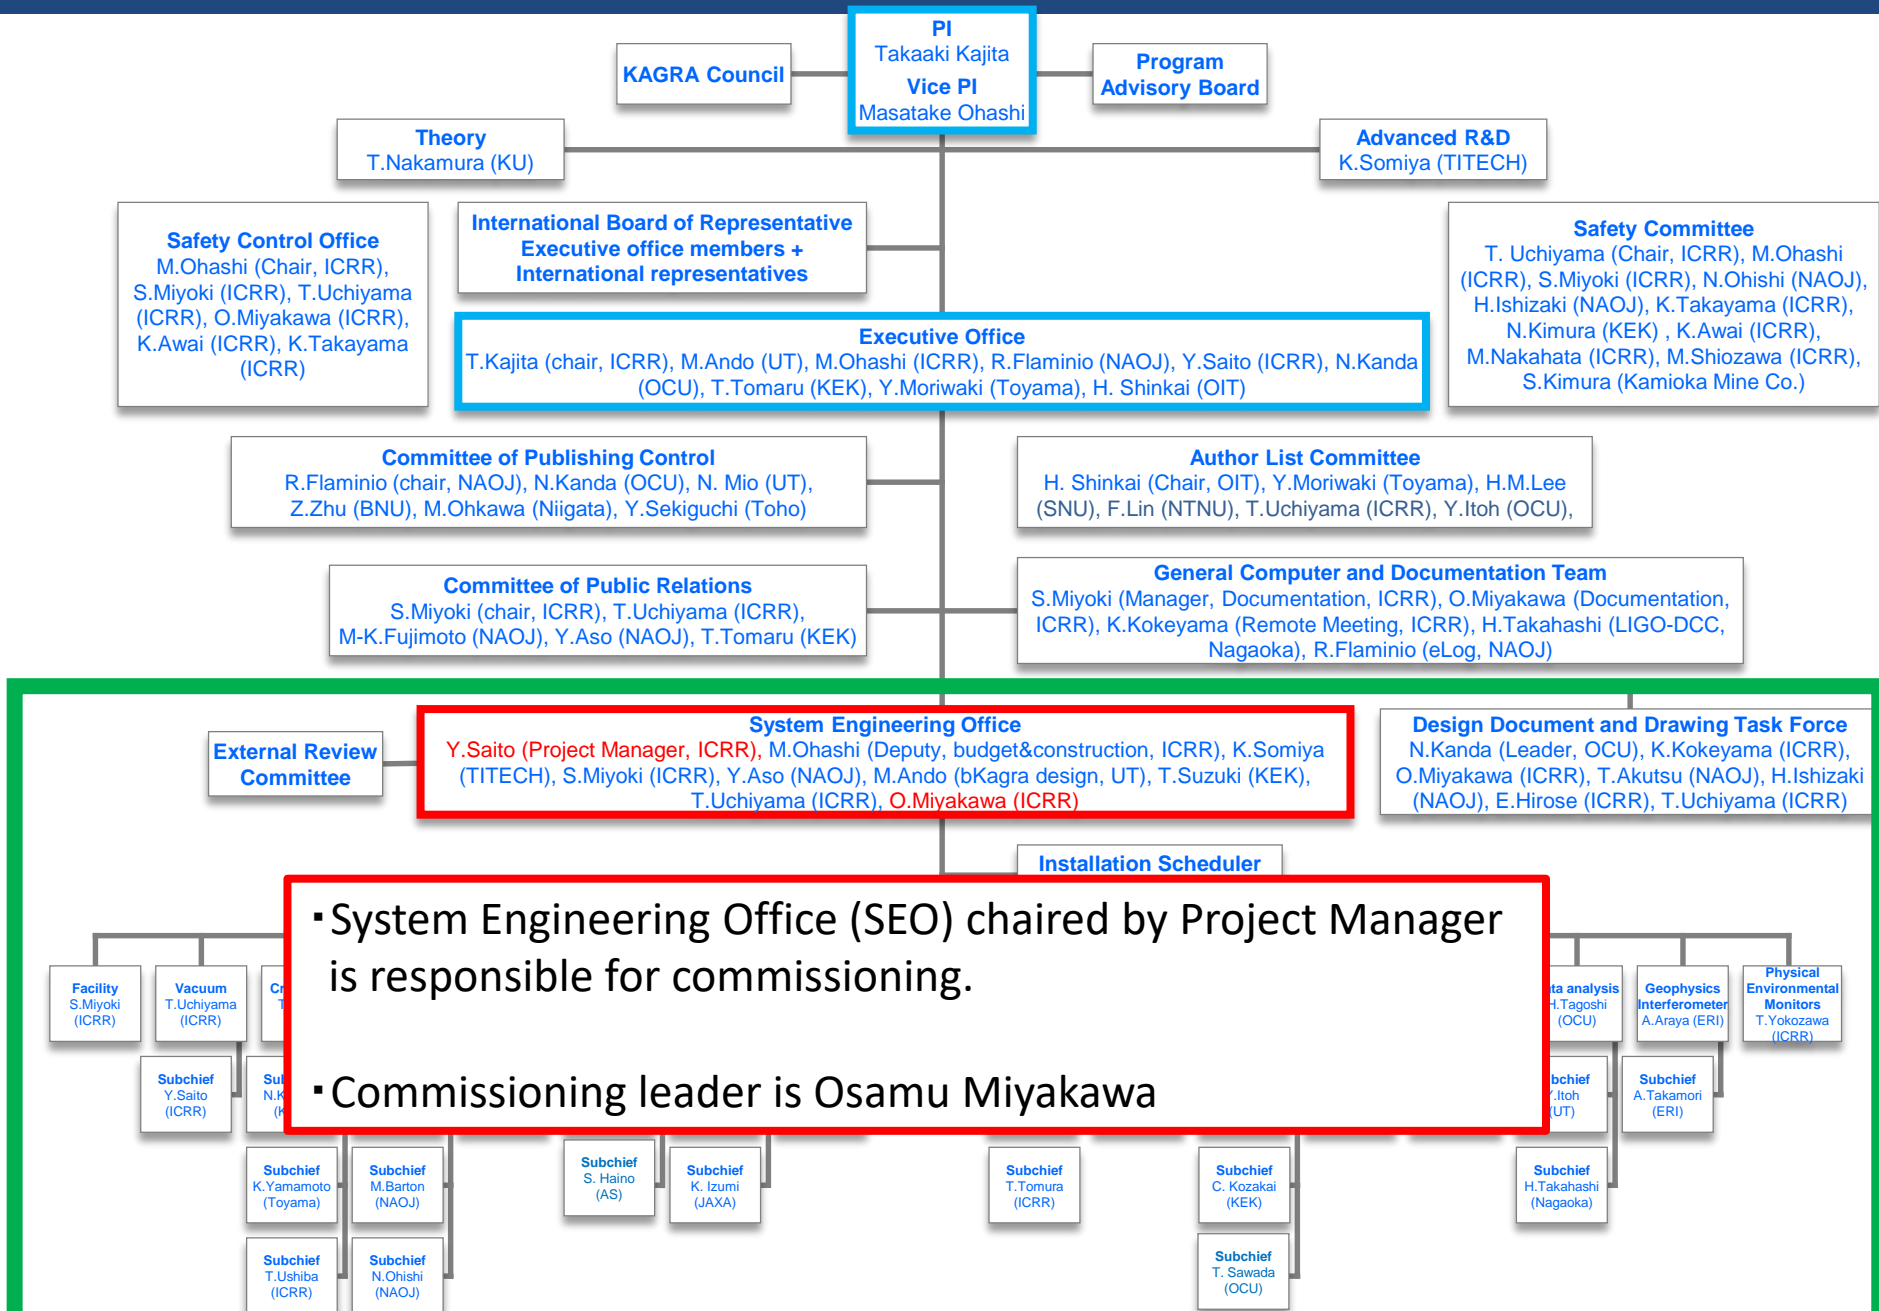 PI
Takaaki Kajita
Vice PI
Masatake Ohashi
KAGRA Council
Program
Advisory Board
Theory
T.Nakamura (KU)
Advanced R&D
K.Somiya (TITECH)
Safety Control Office
M.Ohashi (Chair, ICRR),
S.Miyoki (ICRR), T.Uchiyama
(ICRR), O.Miyakawa (ICRR),
K.Awai (ICRR), K.Takayama
(ICRR)
International Board of Representative
Executive office members +
International representatives
Safety Committee
T. Uchiyama (Chair, ICRR), M.Ohashi
(ICRR), S.Miyoki (ICRR), N.Ohishi (NAOJ),
H.Ishizaki (NAOJ), K.Takayama (ICRR),
N.Kimura (KEK) , K.Awai (ICRR),
M.Nakahata (ICRR), M.Shiozawa (ICRR),
S.Kimura (Kamioka Mine Co.)
Executive Office
T.Kajita (chair, ICRR), M.Ando (UT), M.Ohashi (ICRR), R.Flaminio (NAOJ), Y.Saito (ICRR), N.Kanda
(OCU), T.Tomaru (KEK), Y.Moriwaki (Toyama), H. Shinkai (OIT)
Committee of Publishing Control
R.Flaminio (chair, NAOJ), N.Kanda (OCU), N. Mio (UT),
Z.Zhu (BNU), M.Ohkawa (Niigata), Y.Sekiguchi (Toho)
Author List Committee
H. Shinkai (Chair, OIT), Y.Moriwaki (Toyama), H.M.Lee
(SNU), F.Lin (NTNU), T.Uchiyama (ICRR), Y.Itoh (OCU),
Committee of Public Relations
S.Miyoki (chair, ICRR), T.Uchiyama (ICRR),
M-K.Fujimoto (NAOJ), Y.Aso (NAOJ), T.Tomaru (KEK)
General Computer and Documentation Team
S.Miyoki (Manager, Documentation, ICRR), O.Miyakawa (Documentation,
ICRR), K.Kokeyama (Remote Meeting, ICRR), H.Takahashi (LIGO-DCC,
Nagaoka), R.Flaminio (eLog, NAOJ)
External Review
Committee
System Engineering Office
Y.Saito (Project Manager, ICRR), M.Ohashi (Deputy, budget&construction, ICRR), K.Somiya
(TITECH), S.Miyoki (ICRR), Y.Aso (NAOJ), M.Ando (bKagra design, UT), T.Suzuki (KEK),
T.Uchiyama (ICRR), O.Miyakawa (ICRR)
Design Document and Drawing Task Force
N.Kanda (Leader, OCU), K.Kokeyama (ICRR),
O.Miyakawa (ICRR), T.Akutsu (NAOJ), H.Ishizaki
(NAOJ), E.Hirose (ICRR), T.Uchiyama (ICRR)
Installation Scheduler
▪System Engineering Office (SEO) chaired by Project Manager
is responsible for commissioning.
▪Commissioning leader is Osamu Miyakawa
Facility
S.Miyoki
(ICRR)
Vacuum
T.Uchiyama
(ICRR)
analysis
H.Tagoshi
(OCU)
Geophysics
Interferometer
A.Araya (ERI)
Physical
Environmental
Monitors
T.Yokozawa
(ICRR)
Subchief
Y.Saito
(ICRR)
Y.Itoh
(UT)
Subchief
A.Takamori
(ERI)
Subchief
K.Yamamoto
(Toyama)
Subchief
M.Barton
(NAOJ)
Subchief
S. Haino
(AS)
Subchief
K. Izumi
(JAXA)
Subchief
T.Tomura
(ICRR)
Subchief
C. Kozakai
(KEK)
Subchief
H.Takahashi
(Nagaoka)
Subchief
T.Ushiba
(ICRR)
Subchief
N.Ohishi
(NAOJ)
Subchief
T. Sawada
(OCU)